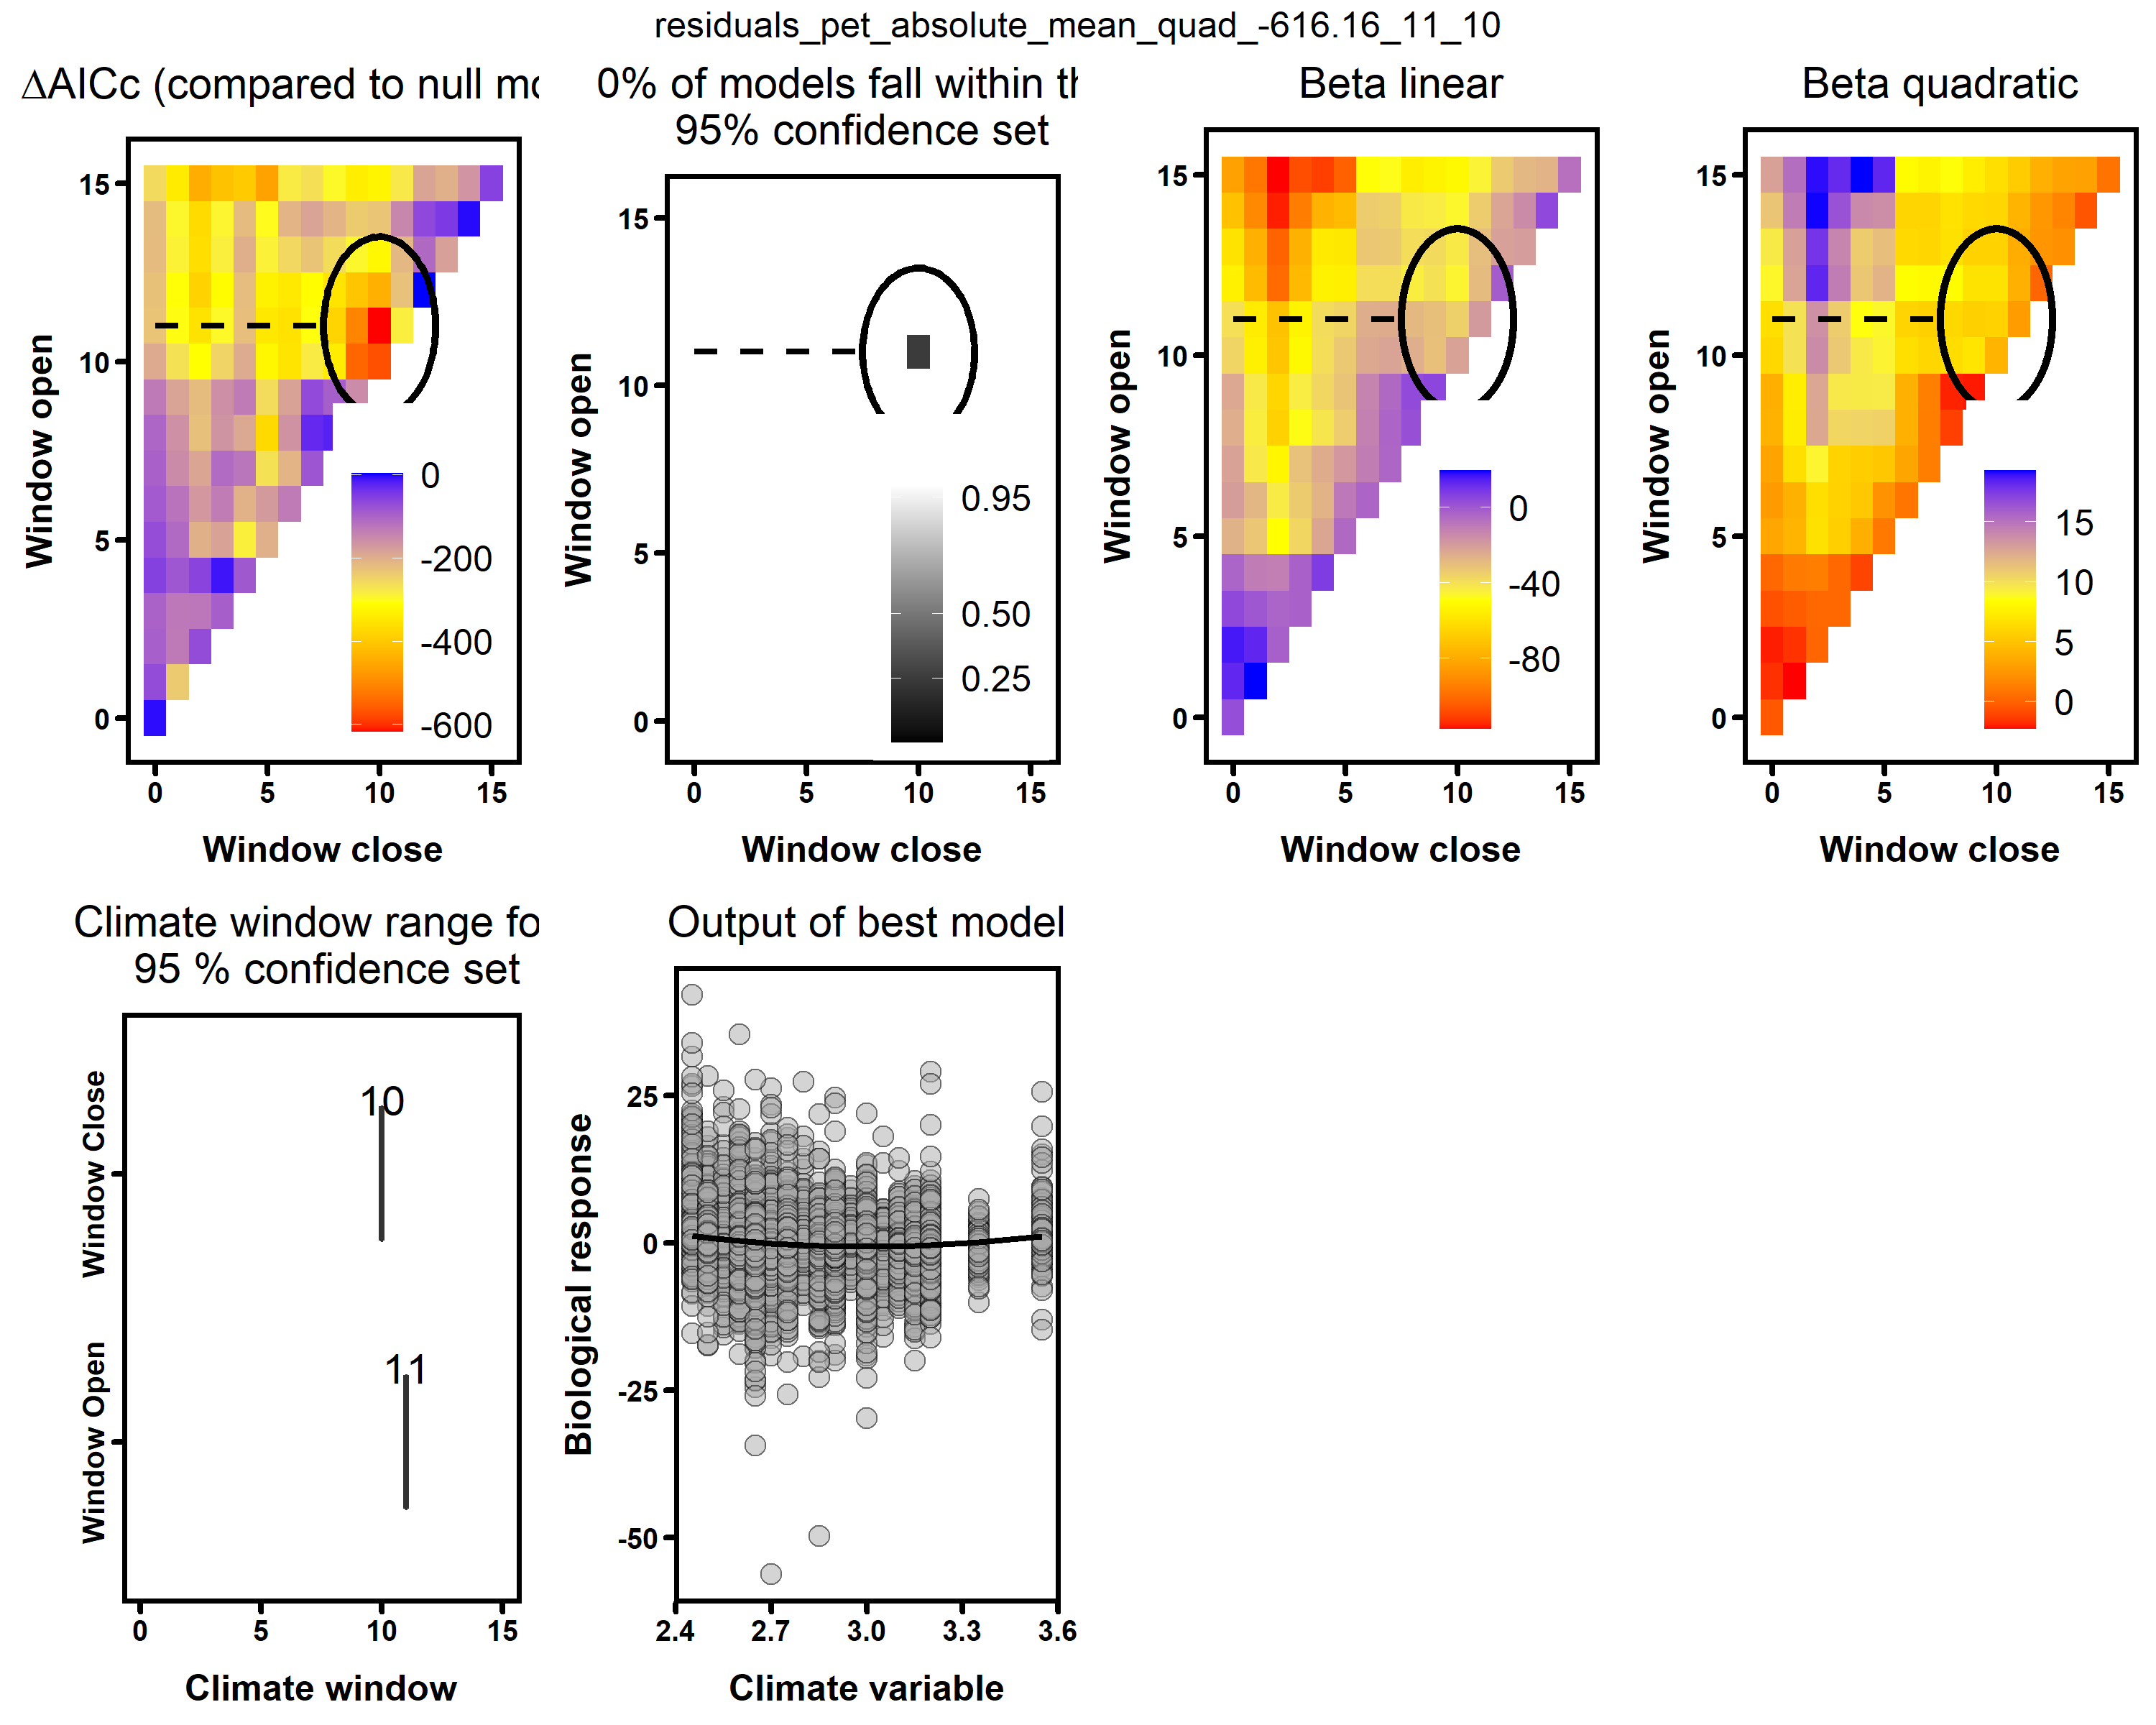 residuals_pet_absolute_mean_quad_-616.16_11_10
ΔAICc (compared to null mo
Window open
15
10
5
0
0
-200
-400
-600
0
5
10
15
Window close
0% of models fall within th
95% confidence set
Window open
15
10
5
0
0.95
0.50
0.25
0
5
10
15
Window close
Beta linear
Window open
15
10
5
0
0
-40
-80
0
5
10
15
Window close
Beta quadratic
Window open
15
10
5
0
15
10
5
0
0
5
10
15
Window close
Climate window range fo
95 % confidence set
Window Close
Window Open
10
11
0
5
10
15
Climate window
Output of best model
Biological response
25
0
-25
-50
2.4
2.7
3.0
3.3
3.6
Climate variable